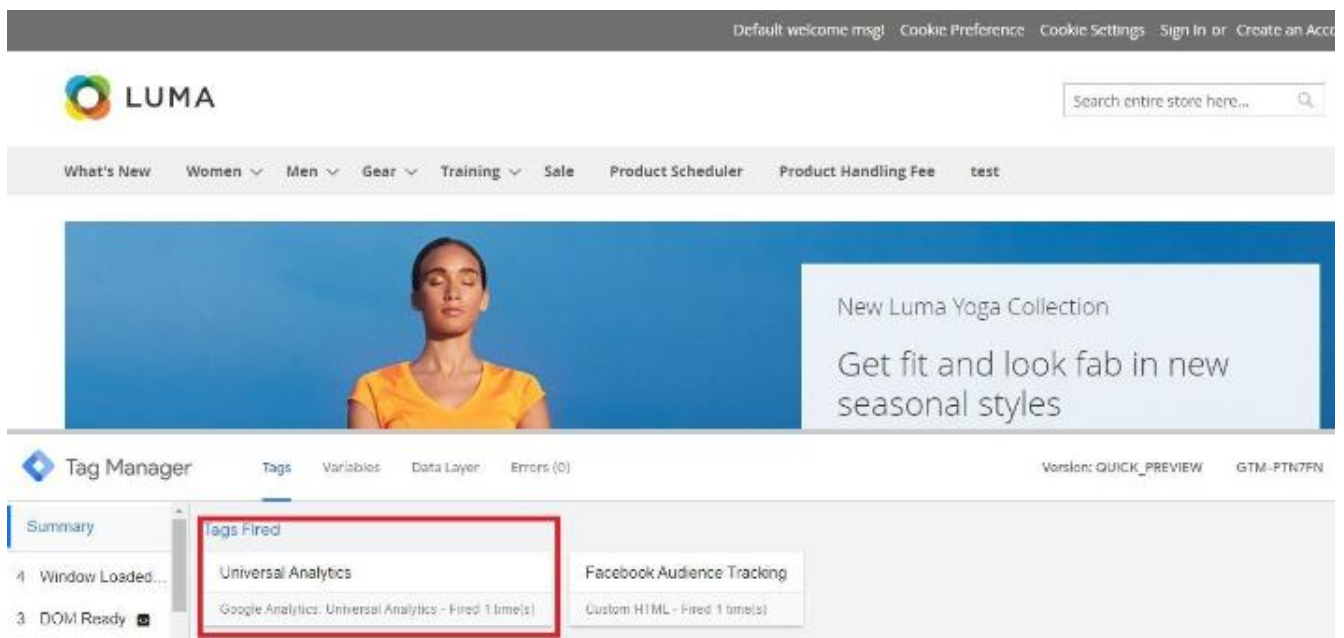 Default welcome msg! Cookie Preference Cookie Settings Sign In or Create an Acco
LUMA
Search entire store here...
What's New Women Men Gear Training Sale Product Scheduler Product Handling Fee test
New Luma Yoga Collection
Get fit and look fab in new
seasonal styles
Tag Manager Tags Variables Data Layer Errors (0) Version: QUICK_PREVIEW GTM-PTN7FN
Summary
Tags Fired
4 Window Loaded...
Universal Analytics Facebook Audience Tracking
Google Analytics: Universal Analytics - Fired 1 time(s) Custom HTML - Fired 1 time(s)
3 DOM Ready